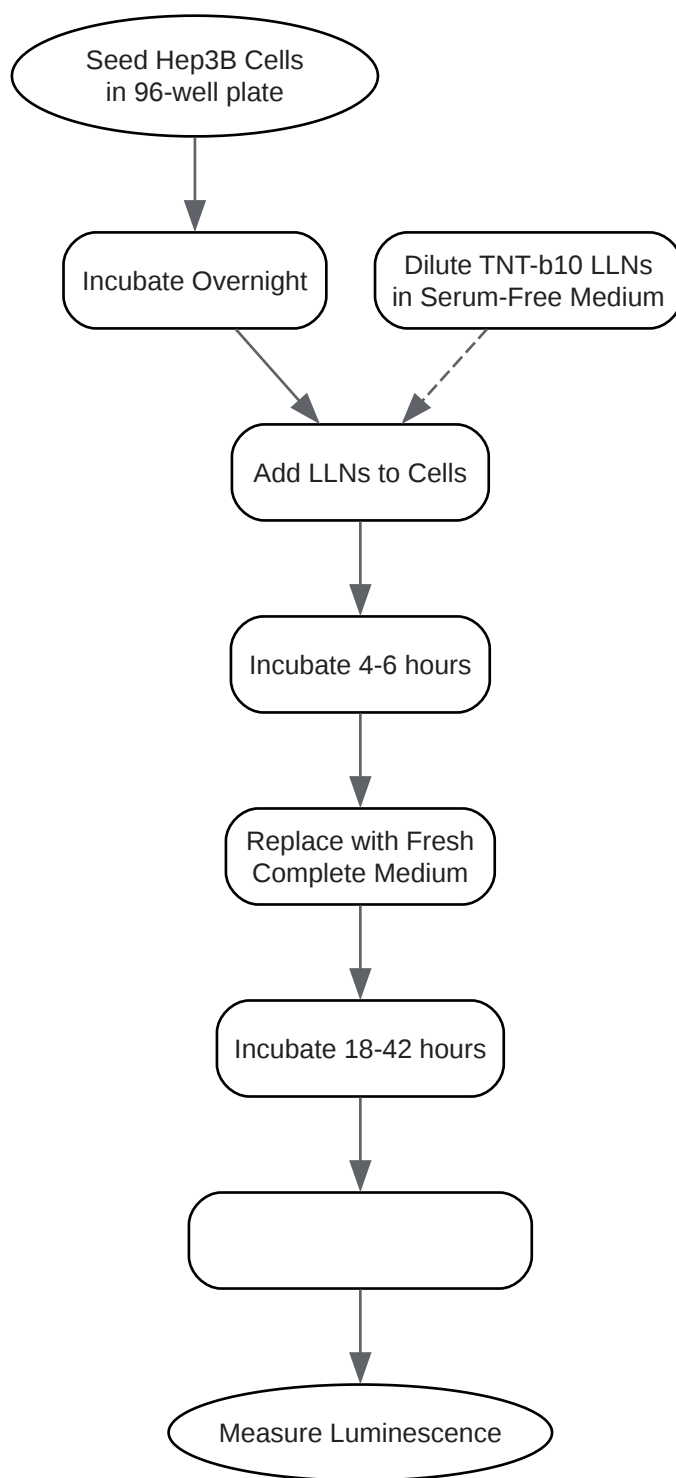 Seed Hep3B Cells
in 96-well plate
Incubate Overnight
Dilute TNT-b10 LLNs
in Serum-Free Medium
Add LLNs to Cells
Incubate 4-6 hours
Replace with Fresh
Complete Medium
Incubate 18-42 hours
Measure Luminescence